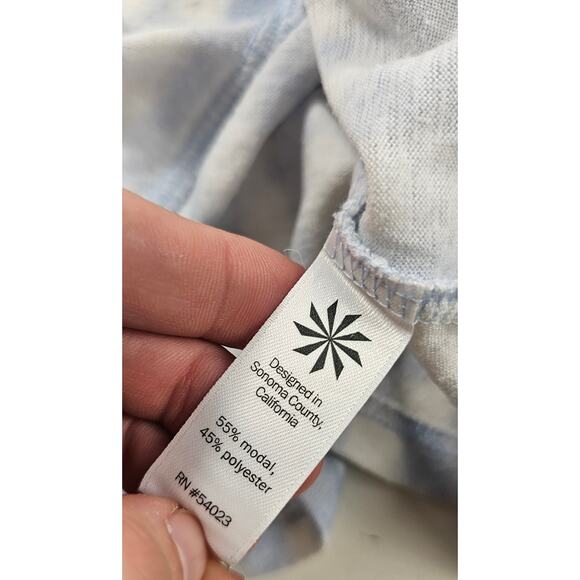 Designed in
Sonoma County,
California
55% modal,
45% polyester
RN #54023